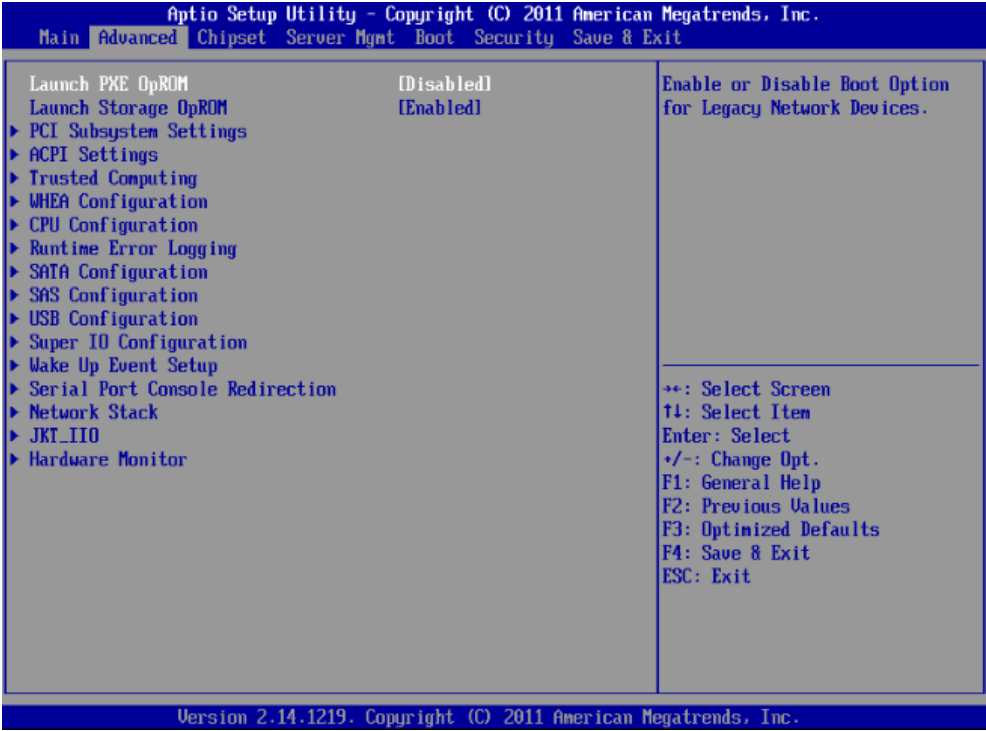 Aptio Setup Utility - Copyright (C) 2011 American Megatrends, Inc.
Main Advanced Chipset Server Mgmt Boot Security Save & Exit
Launch PXE OpROM [Disabled]
Launch Storage OpROM [Enabled]
PCI Subsystem Settings
ACPI Settings
Trusted Computing
WHEA Configuration
CPU Configuration
Runtime Error Logging
SATA Configuration
SAS Configuration
USB Configuration
Super IO Configuration
Wake Up Event Setup
Serial Port Console Redirection
Network Stack
JKT_IIO
Hardware Monitor
Enable or Disable Boot Option
for Legacy Network Devices.
→←: Select Screen
↑↓: Select Item
Enter: Select
+/-: Change Opt.
F1: General Help
F2: Previous Values
F3: Optimized Defaults
F4: Save & Exit
ESC: Exit
Version 2.14.1219. Copyright (C) 2011 American Megatrends, Inc.